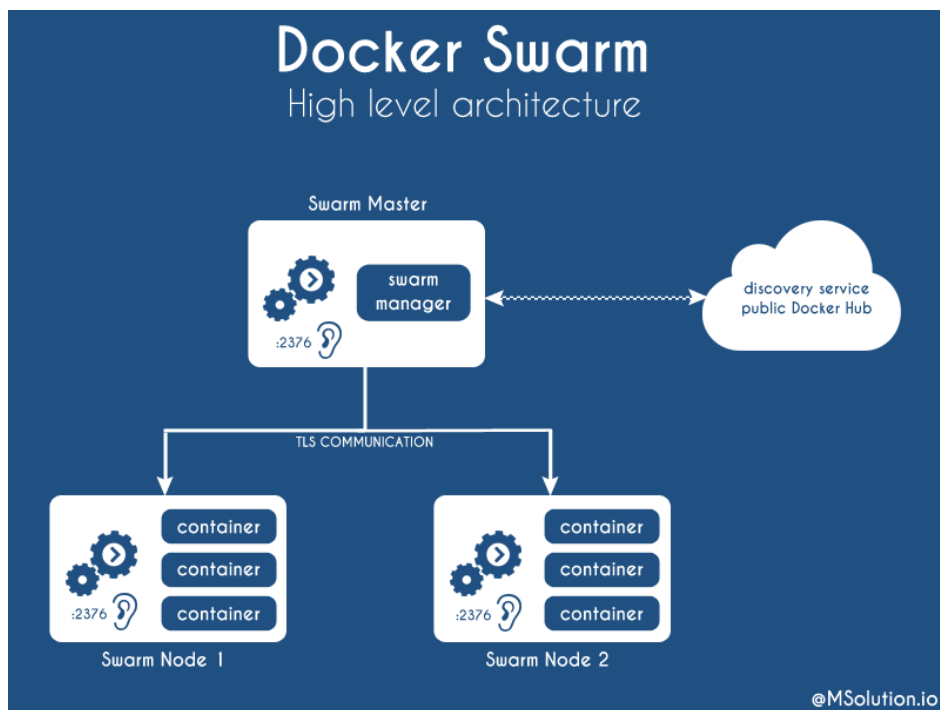 Docker Swarm
High level architecture
Swarm Master
swarm
manager
:2376
discovery service
public Docker Hub
TLS COMMUNICATION
container
container
:2376
container
Swarm Node 1
container
container
:2376
container
Swarm Node 2
@MSolution.io